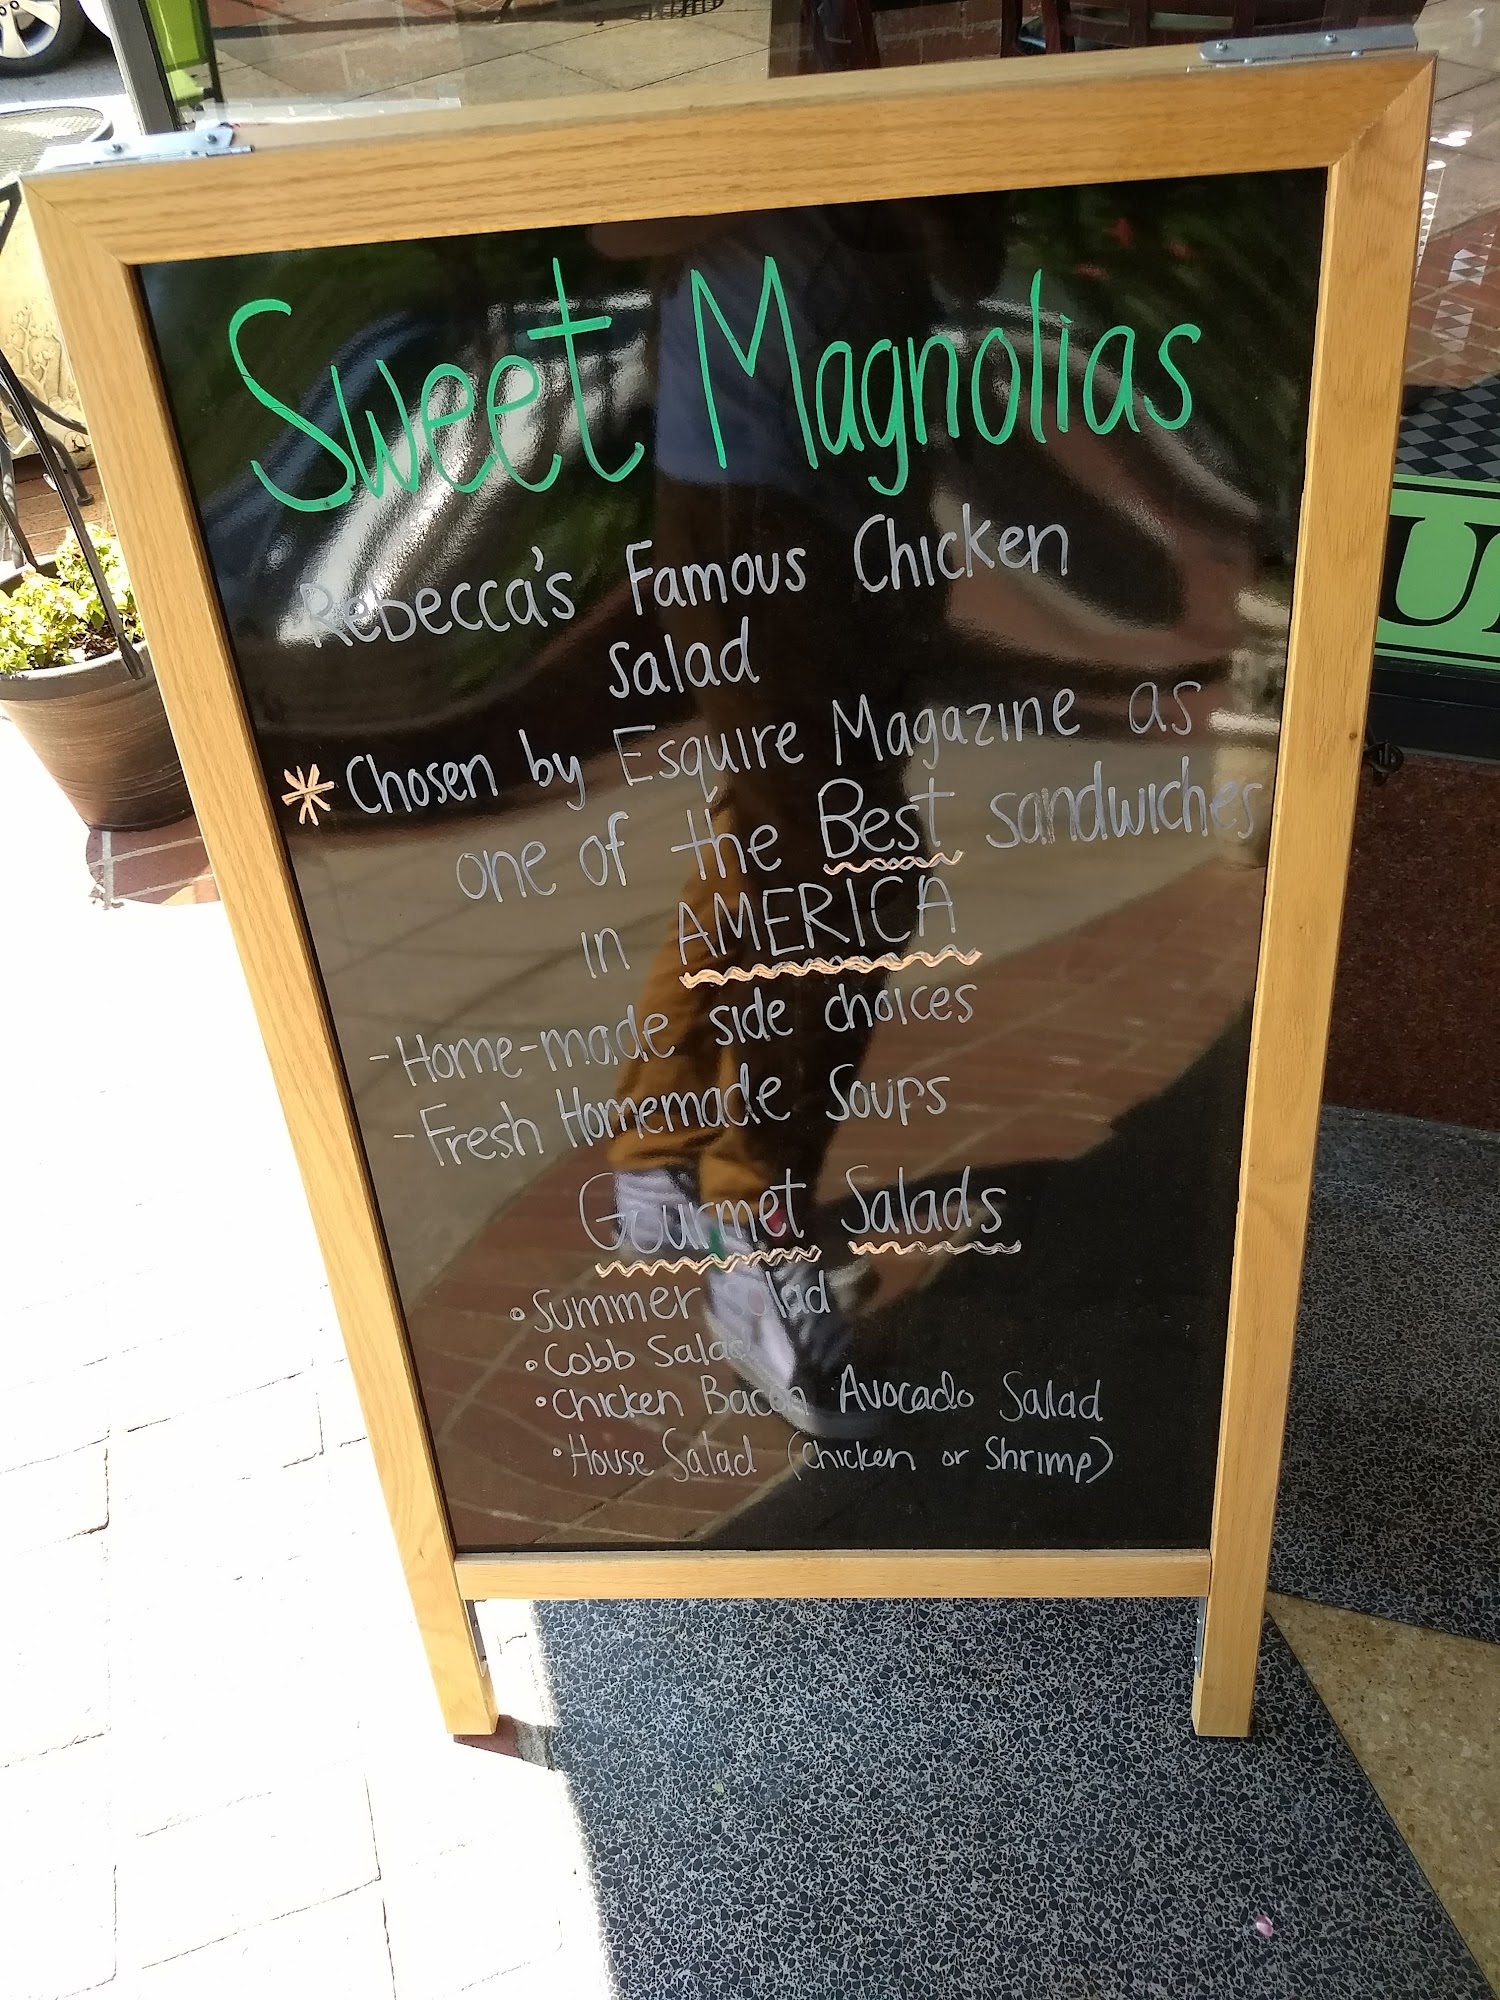 Sweet Magnolias
Rebecca's Famous Chicken
Salad
* Chosen by Esquire Magazine as
one of the Best sandwiches
in AMERICA
- Home-made side choices
- Fresh Homemade Soups
Gourmet Salads
• Summer Salad
• Cobb Salad
• Chicken Bacon Avocado Salad
• House Salad (Chicken or Shrimp)